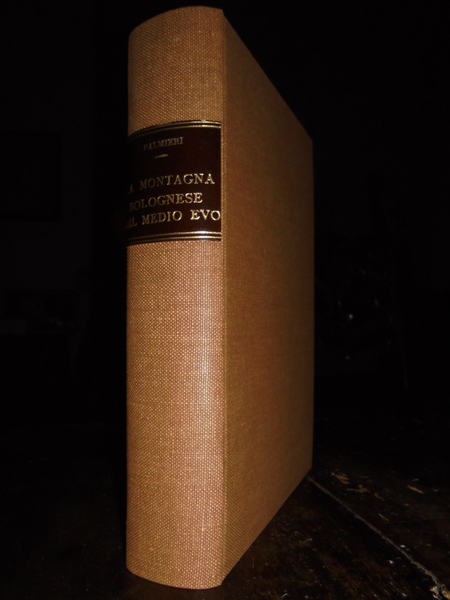 PALMIERI
LA MONTAGNA
BOLOGNESE
DEL MEDIO EVO